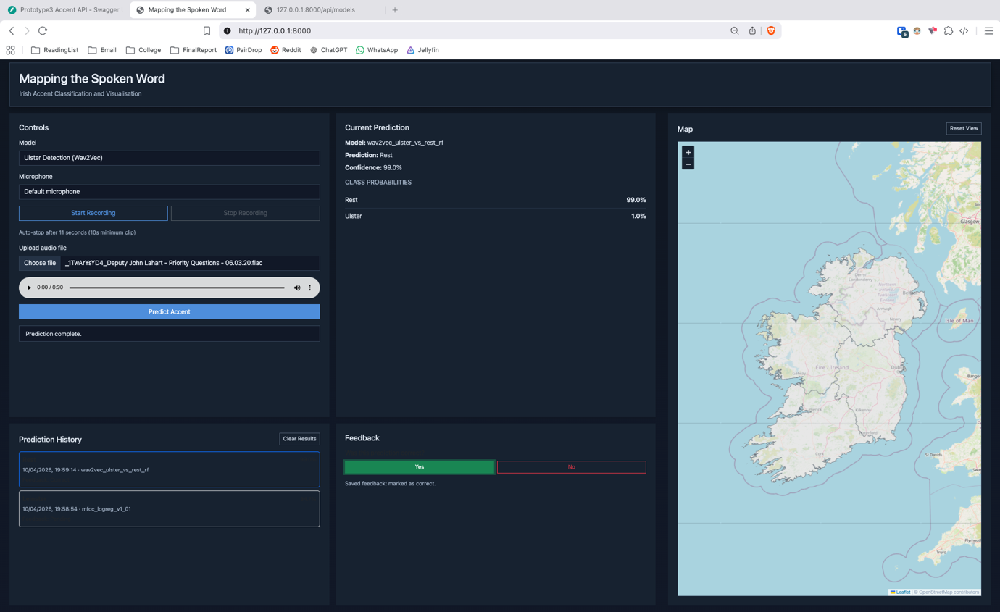 Prototype3 Accent API - Swagger
Mapping the Spoken Word
127.0.0.1:8000/api/models
http://127.0.0.1:8000
5
ReadingList
Email
College
FinalReport
PairDrop
Reddit
ChatGPT
WhatsApp
Jellyfin
Mapping the Spoken Word
Irish Accent Classification and Visualisation
Controls
Model
Ulster Detection (Wav2Vec)
Microphone
Default microphone
Start Recording
Stop Recording
Auto-stop after 11 seconds (10s minimum clip)
Upload audio file
Choose file
_1TwArYsYD4_Deputy John Lahart - Priority Questions - 06.03.20.flac
0:00 / 0:30
Predict Accent
Prediction complete.
Current Prediction
Model: wav2vec_ulster_vs_rest_rf
Prediction: Rest
Confidence: 99.0%
CLASS PROBABILITIES
Rest 99.0%
Ulster 1.0%
Prediction History
Clear Results
10/04/2026, 19:59:14 · wav2vec_ulster_vs_rest_rf
10/04/2026, 19:58:54 · mfcc_logreg_v1_01
Feedback
Yes
No
Saved feedback: marked as correct.
Map
Reset View
+
−
Glasgow
Derry/
Londonderry
Northern
Ireland
Armagh
Newry
Isle of Man
Galway
Éire / Ireland
Kilkenny
Cork
St Davids
Truro
Leaflet | © OpenStreetMap contributors